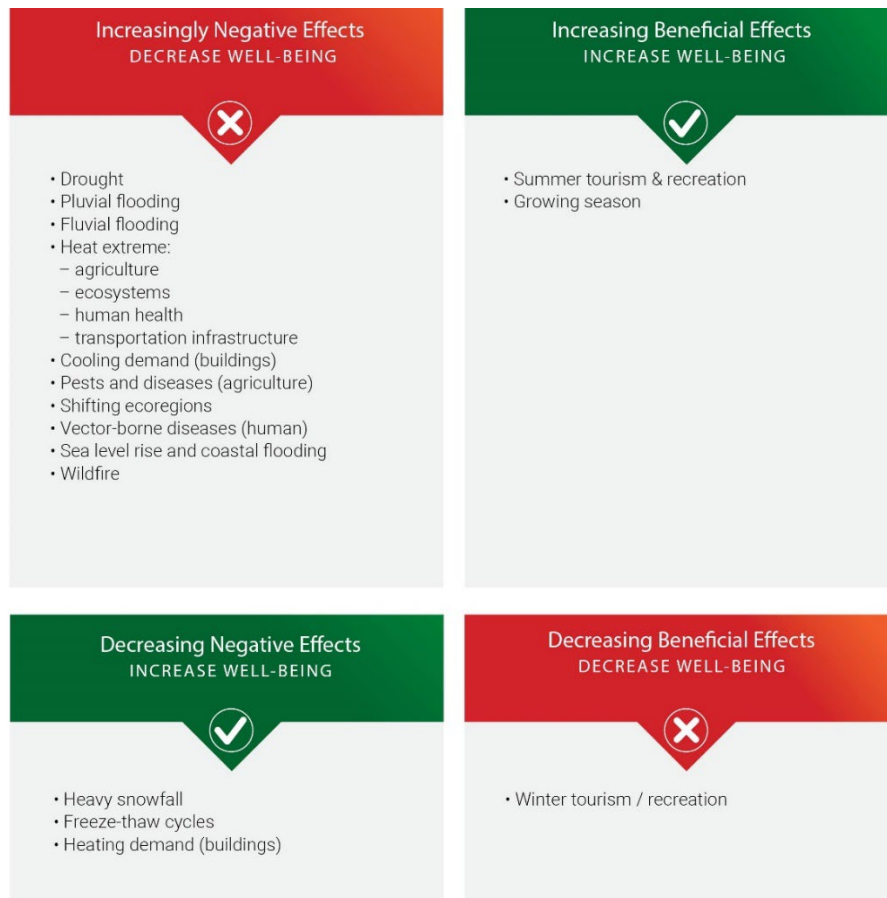 Increasingly Negative Effects
DECREASE WELL-BEING
• Drought
• Pluvial flooding
• Fluvial flooding
• Heat extreme:
– agriculture
– ecosystems
– human health
– transportation infrastructure
• Cooling demand (buildings)
• Pests and diseases (agriculture)
• Shifting ecoregions
• Vector-borne diseases (human)
• Sea level rise and coastal flooding
• Wildfire
Increasing Beneficial Effects
INCREASE WELL-BEING
• Summer tourism & recreation
• Growing season
Decreasing Negative Effects
INCREASE WELL-BEING
• Heavy snowfall
• Freeze-thaw cycles
• Heating demand (buildings)
Decreasing Beneficial Effects
DECREASE WELL-BEING
• Winter tourism / recreation